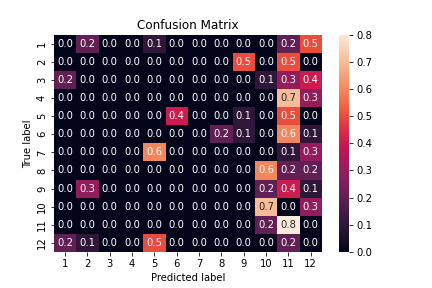 Confusion Matrix
True label
1 0.0 0.2 0.0 0.0 0.1 0.0 0.0 0.0 0.0 0.0 0.2 0.5
2 0.0 0.0 0.0 0.0 0.0 0.0 0.0 0.0 0.5 0.0 0.5 0.0
3 0.2 0.0 0.0 0.0 0.0 0.0 0.0 0.0 0.0 0.1 0.3 0.4
4 0.0 0.0 0.0 0.0 0.0 0.0 0.0 0.0 0.0 0.0 0.7 0.3
5 0.0 0.0 0.0 0.0 0.0 0.4 0.0 0.0 0.1 0.0 0.5 0.0
6 0.0 0.0 0.0 0.0 0.0 0.0 0.0 0.2 0.1 0.0 0.6 0.1
7 0.0 0.0 0.0 0.0 0.6 0.0 0.0 0.0 0.0 0.0 0.1 0.3
8 0.0 0.0 0.0 0.0 0.0 0.0 0.0 0.0 0.0 0.6 0.2 0.2
9 0.0 0.3 0.0 0.0 0.0 0.0 0.0 0.0 0.0 0.2 0.4 0.1
10 0.0 0.0 0.0 0.0 0.0 0.0 0.0 0.0 0.0 0.7 0.0 0.3
11 0.0 0.0 0.0 0.0 0.0 0.0 0.0 0.0 0.0 0.2 0.8 0.0
12 0.2 0.1 0.0 0.0 0.5 0.0 0.0 0.0 0.0 0.0 0.2 0.0
1 2 3 4 5 6 7 8 9 10 11 12
Predicted label
0.8
0.7
0.6
0.5
0.4
0.3
0.2
0.1
0.0